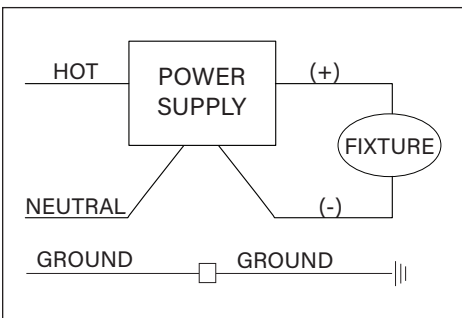 HOT
POWER
SUPPLY
(+)
FIXTURE
NEUTRAL
(-)
GROUND
GROUND